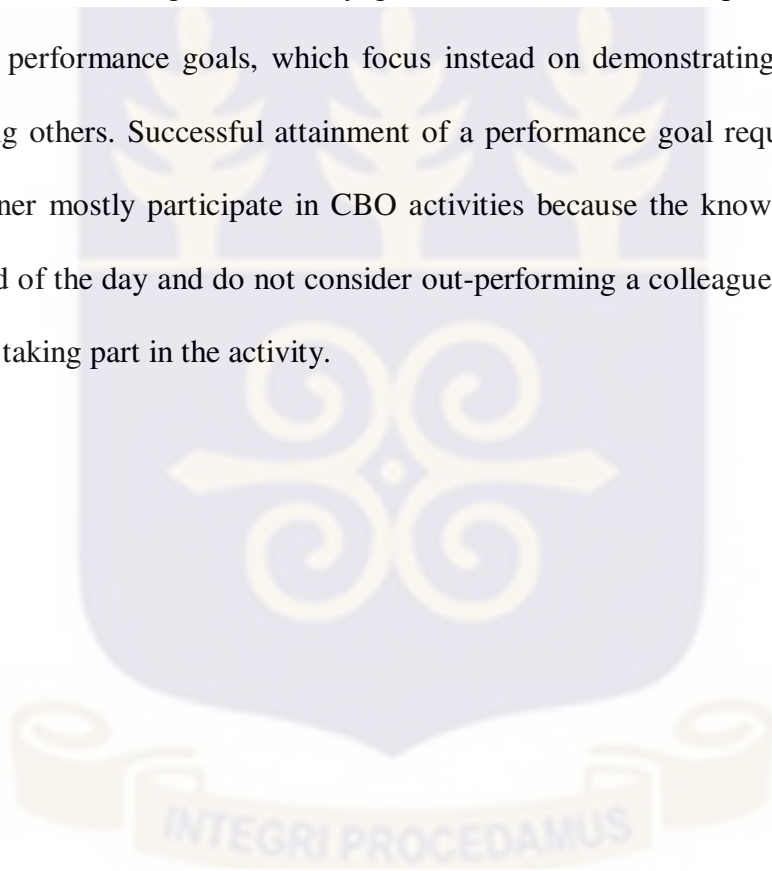 performance goals, which focus instead on demonstrating
g others. Successful attainment of a performance goal requ
ner mostly participate in CBO activities because the know
d of the day and do not consider out-performing a colleague
taking part in the activity.
INTEGRI PROCEDAMUS